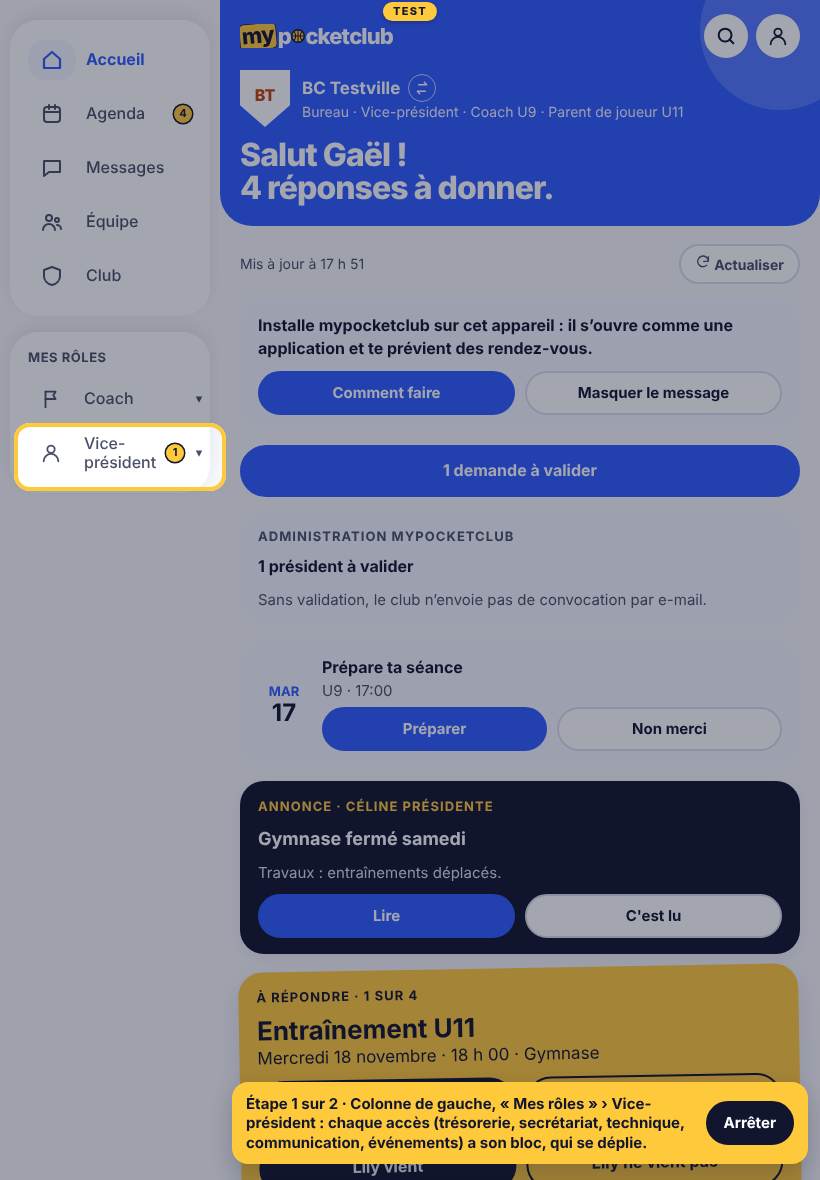 TEST
mypocketclub
Accueil
Agenda 4
Messages
Équipe
Club
MES RÔLES
Coach ▾
Vice-
président 1 ▾
BT
BC Testville
Bureau · Vice-président · Coach U9 · Parent de joueur U11
Salut Gaël !
4 réponses à donner.
Mis à jour à 17 h 51
Actualiser
Installe mypocketclub sur cet appareil : il s’ouvre comme une
application et te prévient des rendez-vous.
Comment faire
Masquer le message
1 demande à valider
ADMINISTRATION MYPOCKETCLUB
1 président à valider
Sans validation, le club n’envoie pas de convocation par e-mail.
MAR
17
Prépare ta séance
U9 · 17:00
Préparer
Non merci
ANNONCE · CÉLINE PRÉSIDENTE
Gymnase fermé samedi
Travaux : entraînements déplacés.
Lire
C'est lu
À RÉPONDRE · 1 SUR 4
Entraînement U11
Mercredi 18 novembre · 18 h 00 · Gymnase
Étape 1 sur 2 · Colonne de gauche, « Mes rôles » › Vice-
président : chaque accès (trésorerie, secrétariat, technique,
communication, événements) a son bloc, qui se déplie.
Arrêter
Lily vient
Lily ne vient pas